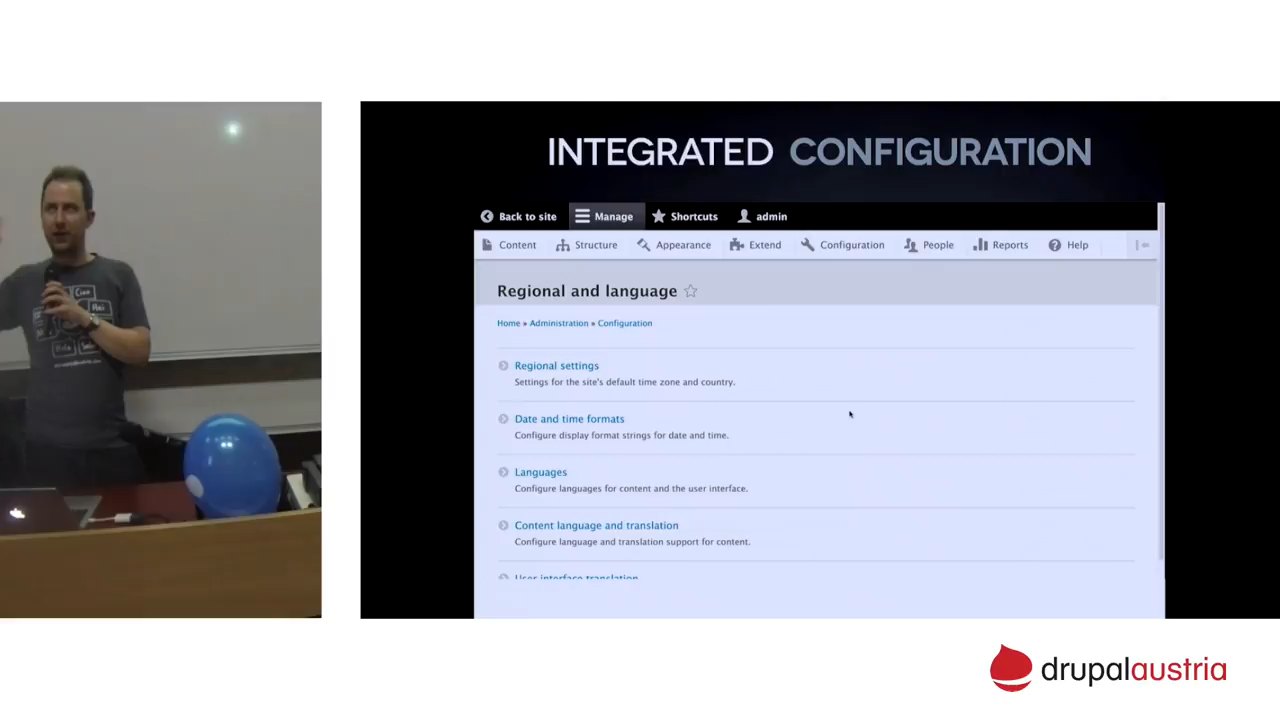 INTEGRATED CONFIGURATION
Back to site Manage Shortcuts admin
Content Structure Appearance Extend Configuration People Reports Help
Regional and language
Home » Administration » Configuration
Regional settings
Settings for the site's default time zone and country.
Date and time formats
Configure display format strings for date and time.
Languages
Configure languages for content and the user interface.
Content language and translation
Configure language and translation support for content.
User interface translation
drupalaustria